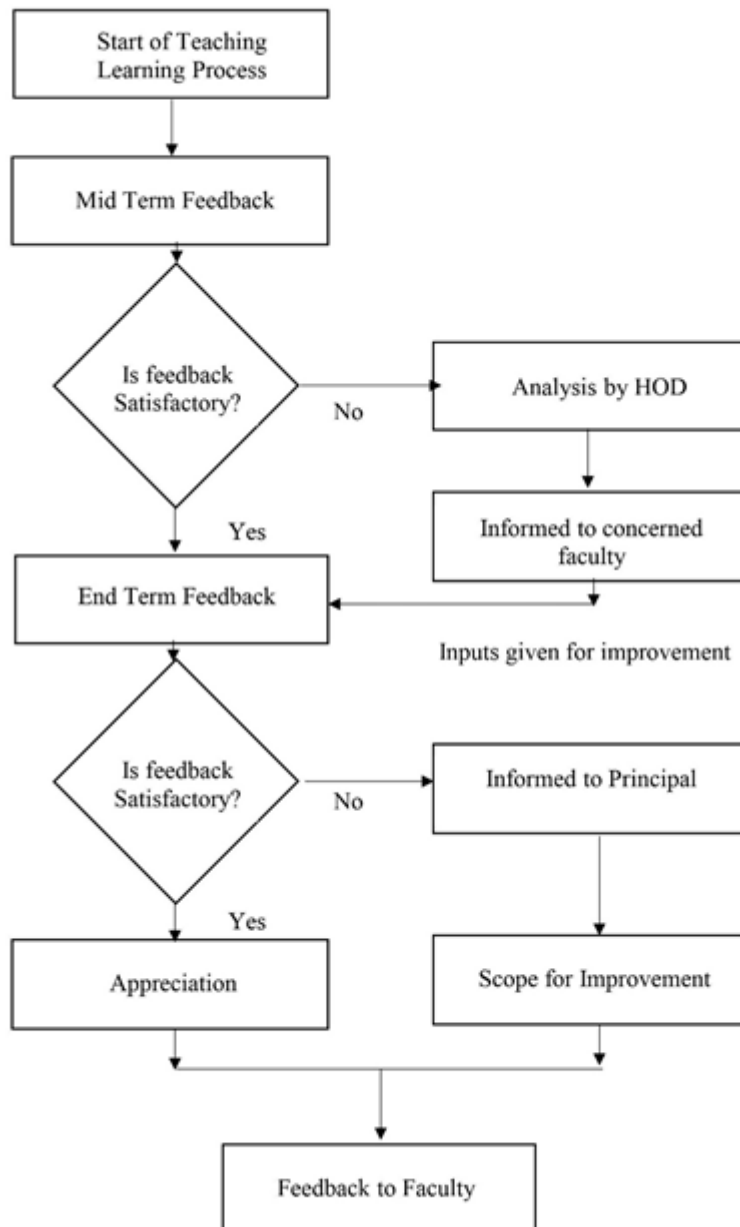 Start of Teaching
Learning Process
Mid Term Feedback
Is feedback
Satisfactory?
No
Analysis by HOD
Yes
Informed to concerned
faculty
End Term Feedback
Inputs given for improvement
Is feedback
Satisfactory?
No
Informed to Principal
Yes
Appreciation
Scope for Improvement
Feedback to Faculty